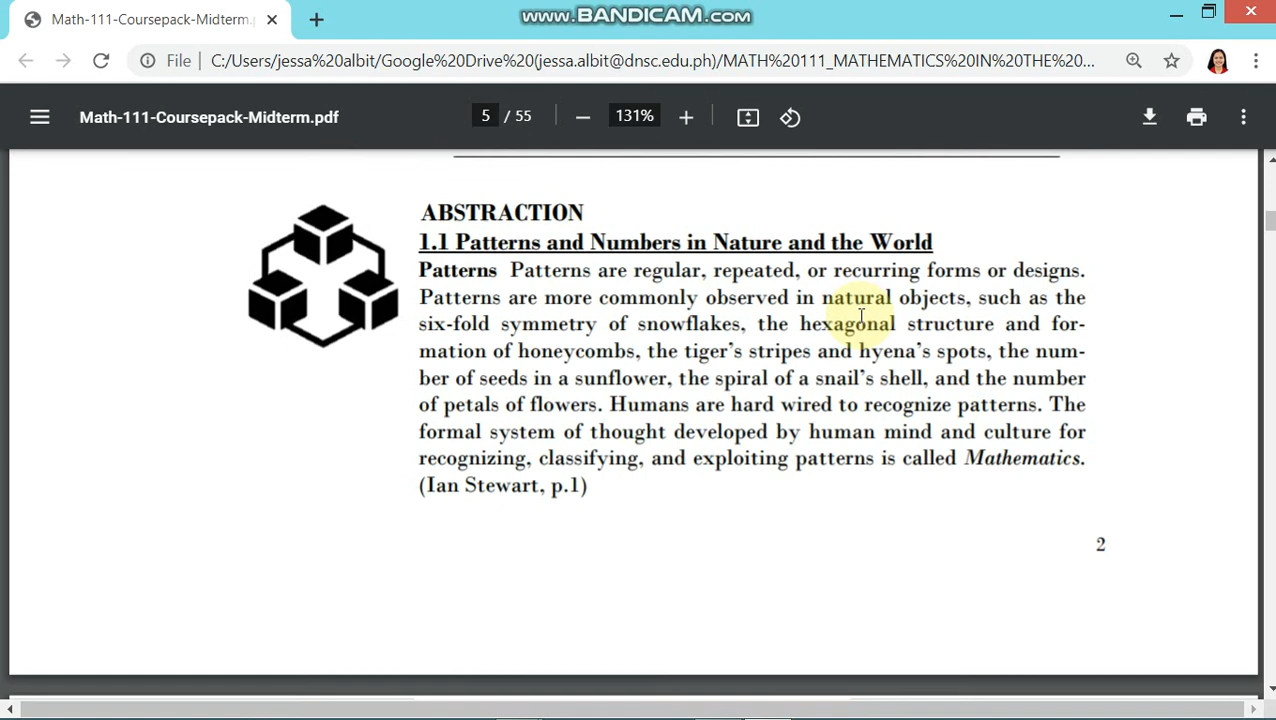 www.BANDICAM.com
Math-111-Coursepack-Midterm.p
File C:/Users/jessa%20albit/Google%20Drive%20(jessa.albit@dnsc.edu.ph)/MATH%20111_MATHEMATICS%20IN%20THE%20...
Math-111-Coursepack-Midterm.pdf 5 / 55 131%
ABSTRACTION
1.1 Patterns and Numbers in Nature and the World
Patterns Patterns are regular, repeated, or recurring forms or designs.
Patterns are more commonly observed in natural objects, such as the
six-fold symmetry of snowflakes, the hexagonal structure and for-
mation of honeycombs, the tiger's stripes and hyena's spots, the num-
ber of seeds in a sunflower, the spiral of a snail's shell, and the number
of petals of flowers. Humans are hard wired to recognize patterns. The
formal system of thought developed by human mind and culture for
recognizing, classifying, and exploiting patterns is called Mathematics.
(Ian Stewart, p.1)
2